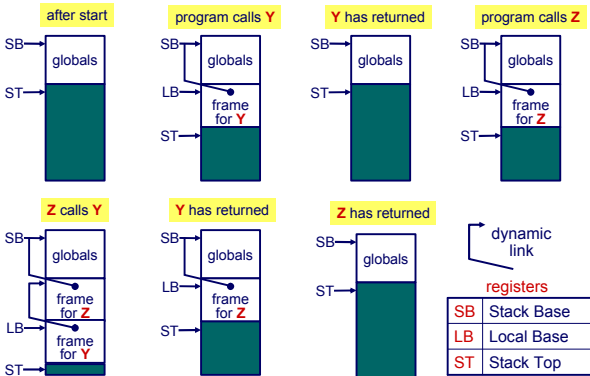 after start
SB
globals
ST
program calls Y
SB
globals
LB
frame
for Y
ST
Y has returned
SB
globals
ST
program calls Z
SB
globals
LB
frame
for Z
ST
Z calls Y
SB
globals
frame
for Z
LB
frame
for Y
ST
Y has returned
SB
globals
LB
frame
for Z
ST
Z has returned
SB
globals
ST
dynamic
link
registers
SB Stack Base
LB Local Base
ST Stack Top